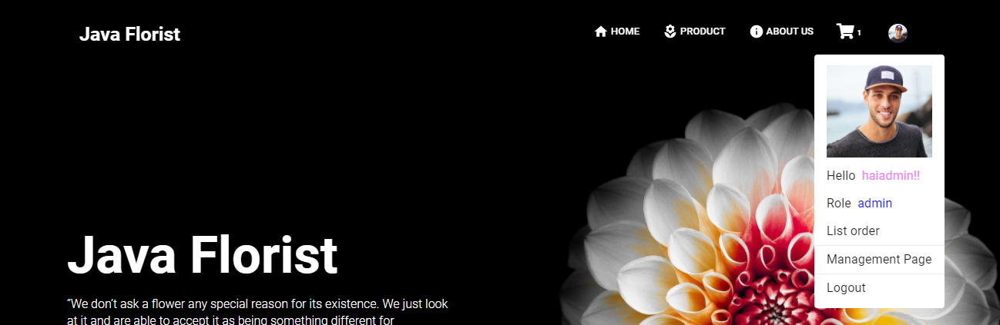 Java Florist
HOME
PRODUCT
ABOUT US
1
Hello haiadmin!!
Role admin
List order
Management Page
Logout
Java Florist
“We don’t ask a flower any special reason for its existence. We just look
at it and are able to accept it as being something different for